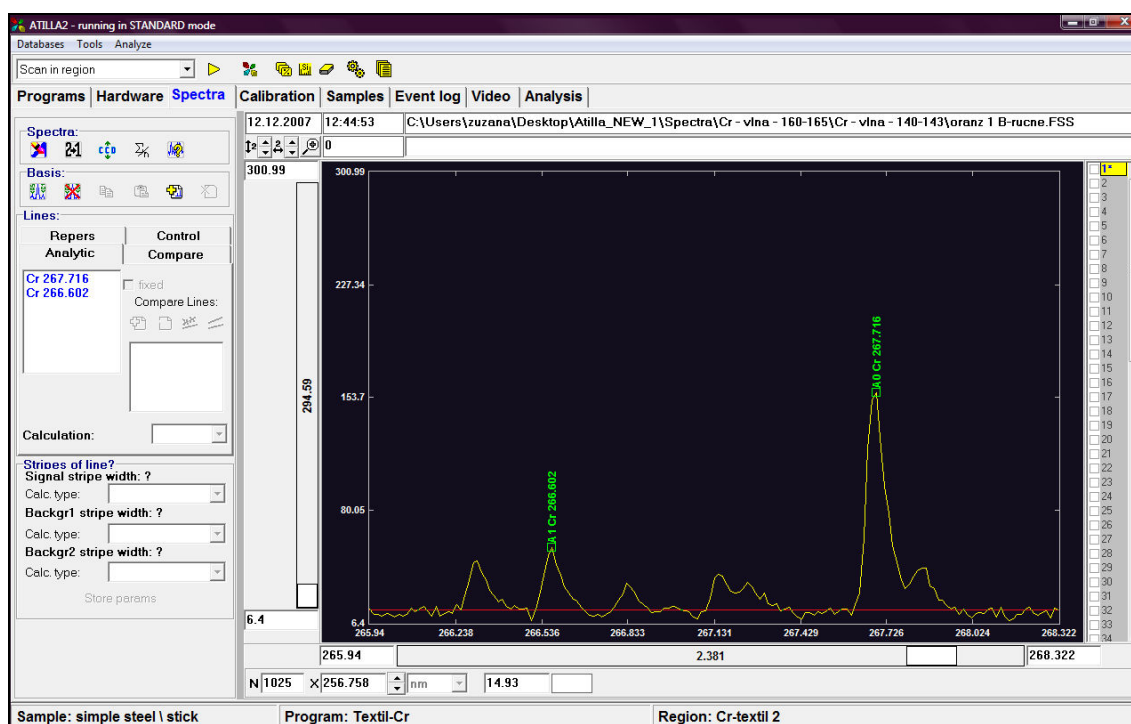 ATILLA2 - running in STANDARD mode
Databases Tools Analyze
Scan in region
Programs Hardware Spectra Calibration Samples Event log Video Analysis
12.12.2007 12:44:53 C:\Users\zuzana\Desktop\Atilla_NEW_1\Spectra\Cr - vlna - 160-165\Cr - vlna - 140-143\oranz 1 B-rucne.FSS
0
Spectra:
Basis:
Lines:
Repers Control
Analytic Compare
Cr 267.716
Cr 266.602
fixed
Compare Lines:
Calculation:
Stripes of line?
Signal stripe width: ?
Calc. type:
Backgr1 stripe width: ?
Calc. type:
Backgr2 stripe width: ?
Calc. type:
Store params
300.99
294.59
6.4
300.99
227.34
153.7
80.05
6.4
A1 Cr 266.602
A0 Cr 267.716
265.94 266.238 266.536 266.833 267.131 267.429 267.726 268.024 268.322
265.94 2.381 268.322
N 1025 X 256.758 nm 14.93
1*
2
3
4
5
6
7
8
9
10
11
12
13
14
15
16
17
18
19
20
21
22
23
24
25
26
27
28
29
30
31
32
33
34
Sample: simple steel \ stick Program: Textil-Cr Region: Cr-textil 2